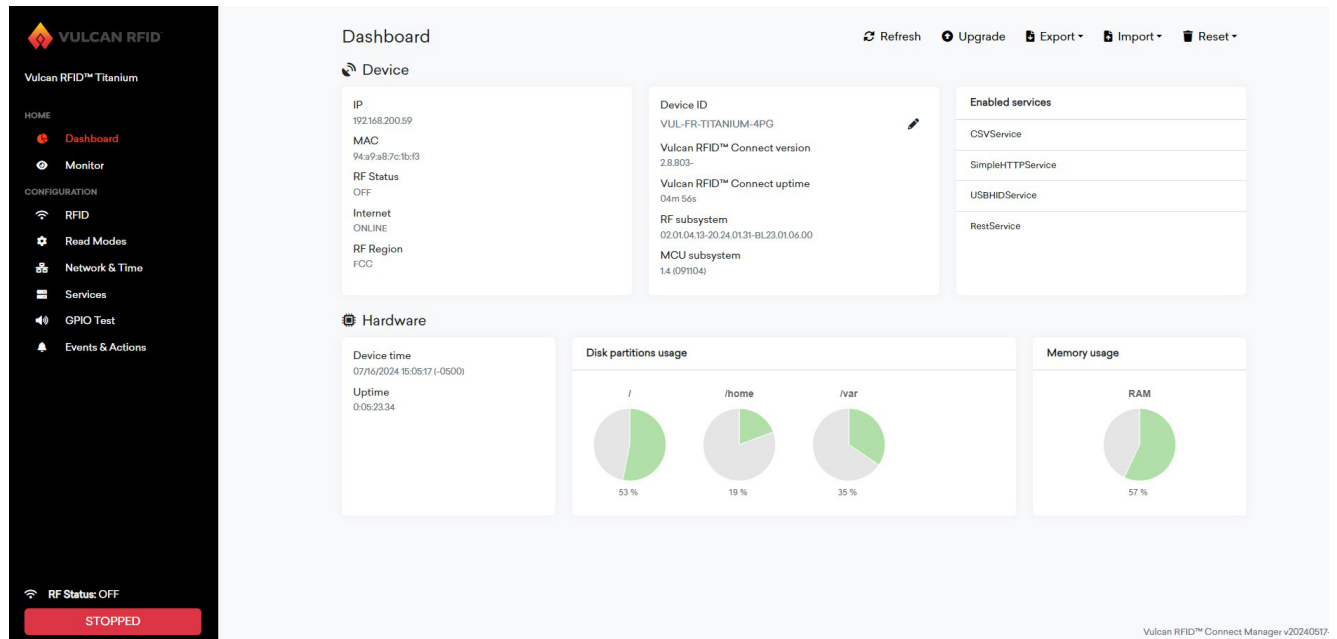 VULCAN RFID
Vulcan RFID™ Titanium
HOME
Dashboard
Monitor
CONFIGURATION
RFID
Read Modes
Network & Time
Services
GPIO Test
Events & Actions
RF Status: OFF
STOPPED
Dashboard
Refresh
Upgrade
Export
Import
Reset
Device
IP
192.168.200.59
MAC
94:a9:a8:7c:1b:f3
RF Status
OFF
Internet
ONLINE
RF Region
FCC
Device ID
VUL-FR-TITANIUM-4PG
Vulcan RFID™ Connect version
2.8.803-
Vulcan RFID™ Connect uptime
04m 56s
RF subsystem
02.01.04.13-20.24.01.31-BL23.01.06.00
MCU subsystem
1.4 (091104)
Enabled services
CSVService
SimpleHTTPService
USBHIDService
RestService
Hardware
Device time
07/16/2024 15:05:17 (-0500)
Uptime
0:05:23.34
Disk partitions usage
/
/home
/var
53 %
19 %
35 %
Memory usage
RAM
57 %
Vulcan RFID™ Connect Manager v20240517-